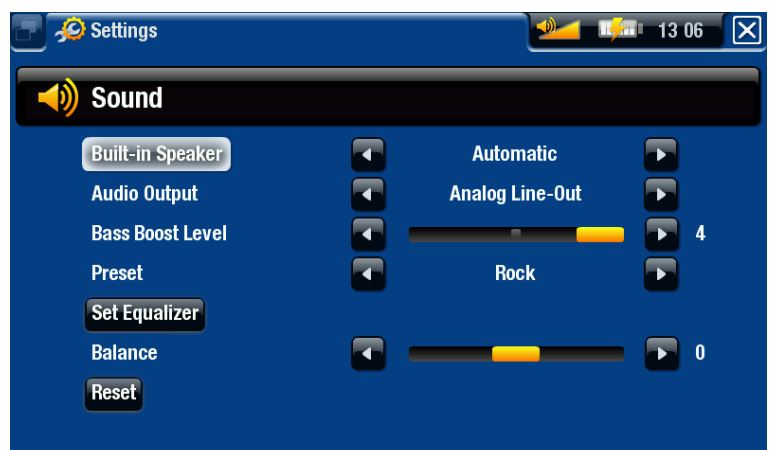 Settings 13 06
Sound
Built-in Speaker Automatic
Audio Output Analog Line-Out
Bass Boost Level 4
Preset Rock
Set Equalizer
Balance 0
Reset